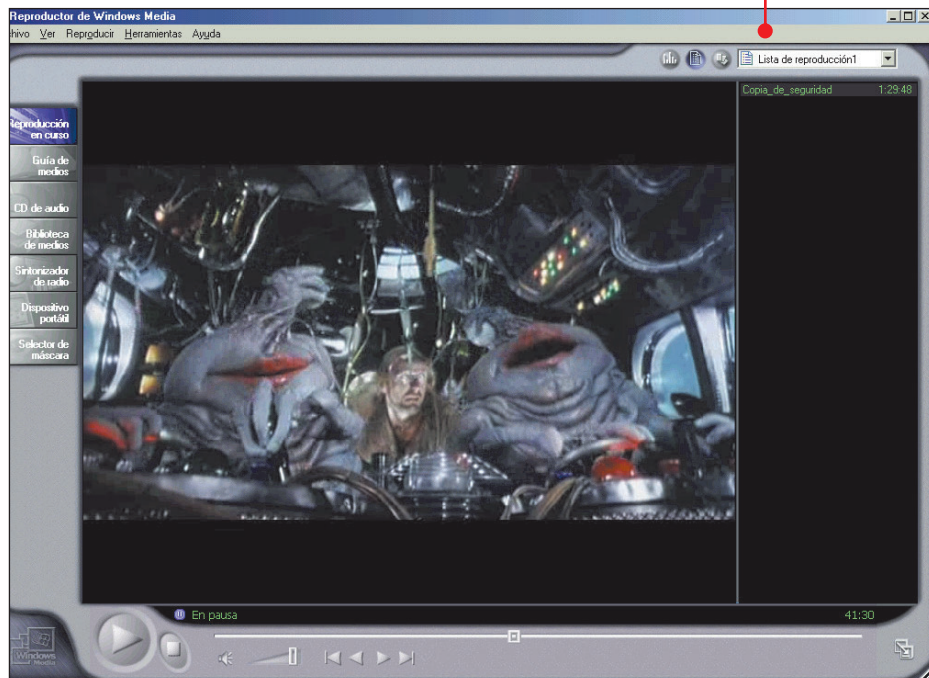 Reproductor de Windows Media
chivo Ver Reproducir Herramientas Ayuda
Lista de reproducción1
Copia_de_seguridad 1:29:48
Reproducción
en curso
Guía de
medios
CD de audio
Biblioteca
de medios
Sintonizador
de radio
Dispositivo
portátil
Selector de
máscara
En pausa 41:30
Windows
Media